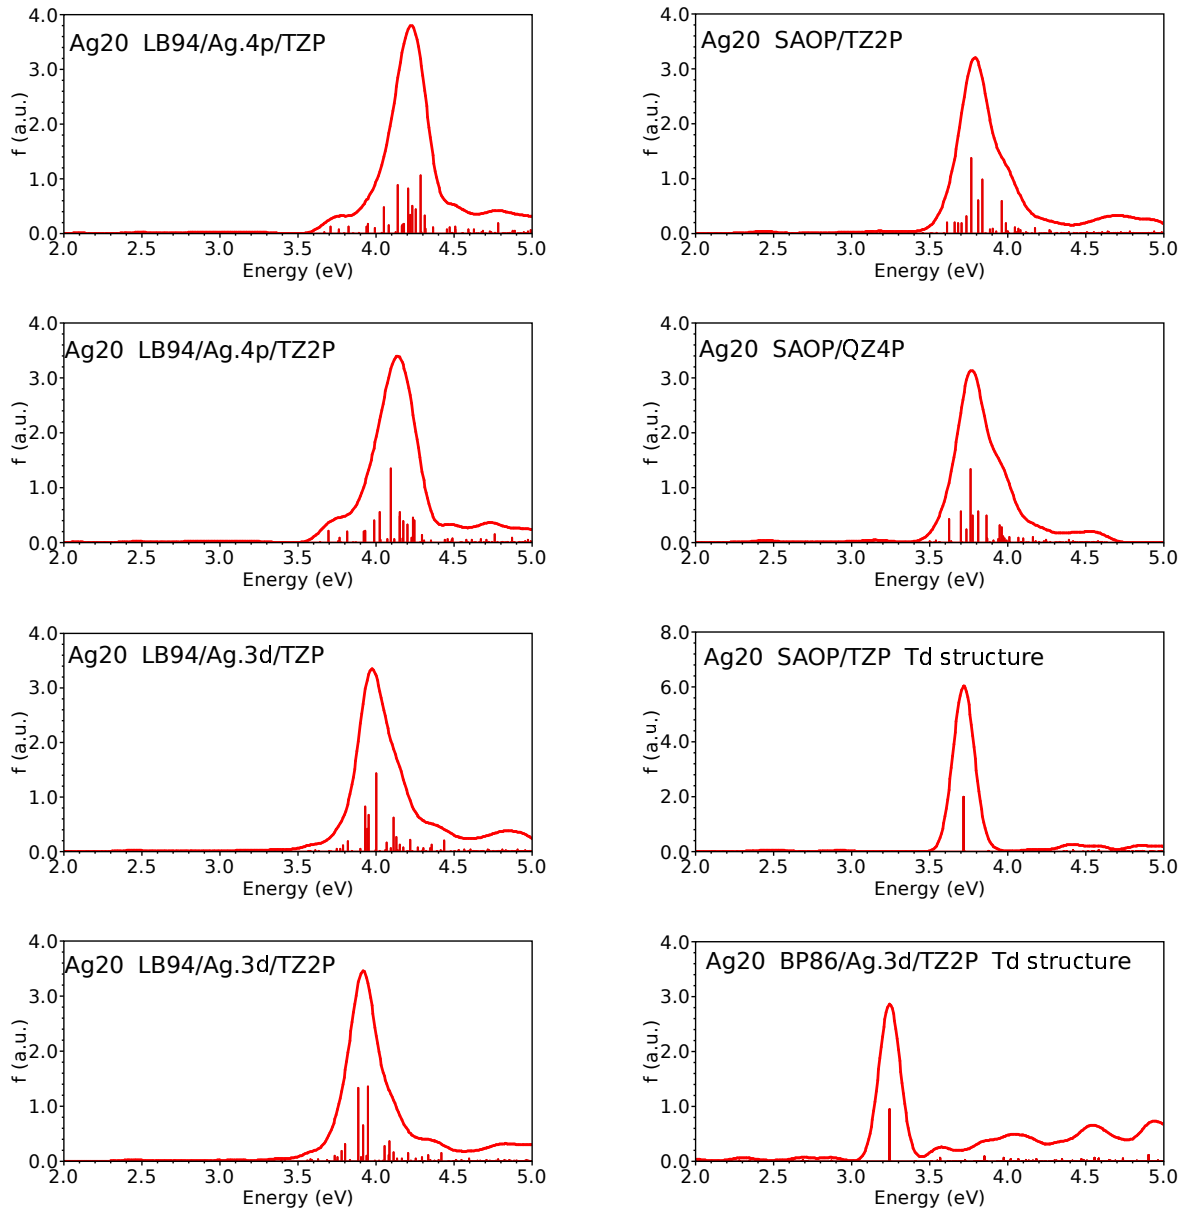 Ag20 LB94/Ag.4p/TZP
f (a.u.)
4.0
3.0
2.0
1.0
0.0
2.0 2.5 3.0 3.5 4.0 4.5 5.0
Energy (eV)
Ag20 SAOP/TZ2P
f (a.u.)
4.0
3.0
2.0
1.0
0.0
2.0 2.5 3.0 3.5 4.0 4.5 5.0
Energy (eV)
Ag20 LB94/Ag.4p/TZ2P
f (a.u.)
4.0
3.0
2.0
1.0
0.0
2.0 2.5 3.0 3.5 4.0 4.5 5.0
Energy (eV)
Ag20 SAOP/QZ4P
f (a.u.)
4.0
3.0
2.0
1.0
0.0
2.0 2.5 3.0 3.5 4.0 4.5 5.0
Energy (eV)
Ag20 LB94/Ag.3d/TZP
f (a.u.)
4.0
3.0
2.0
1.0
0.0
2.0 2.5 3.0 3.5 4.0 4.5 5.0
Energy (eV)
Ag20 SAOP/TZP Td structure
f (a.u.)
8.0
6.0
4.0
2.0
0.0
2.0 2.5 3.0 3.5 4.0 4.5 5.0
Energy (eV)
Ag20 LB94/Ag.3d/TZ2P
f (a.u.)
4.0
3.0
2.0
1.0
0.0
2.0 2.5 3.0 3.5 4.0 4.5 5.0
Energy (eV)
Ag20 BP86/Ag.3d/TZ2P Td structure
f (a.u.)
4.0
3.0
2.0
1.0
0.0
2.0 2.5 3.0 3.5 4.0 4.5 5.0
Energy (eV)